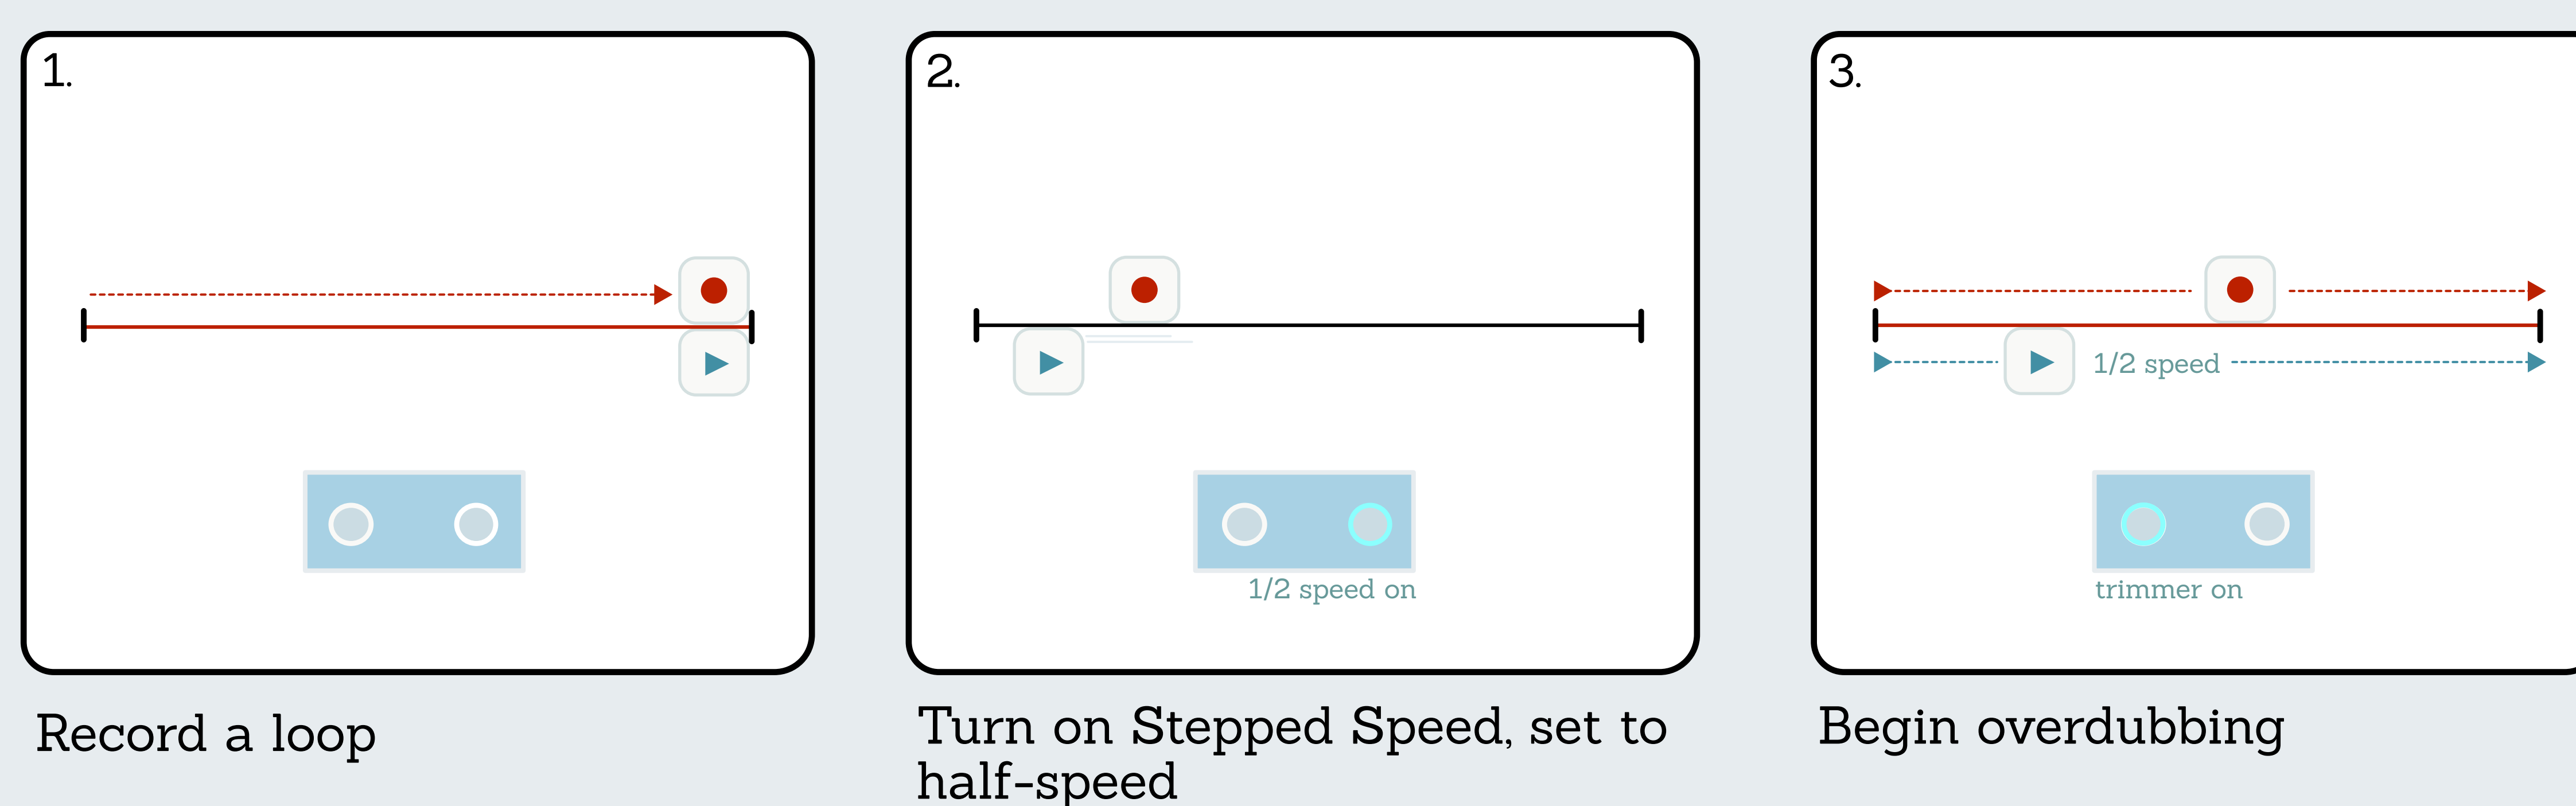 1.
2.
3.
1/2 speed
1/2 speed on
trimmer on
Record a loop
Turn on Stepped Speed, set to
half-speed
Begin overdubbing